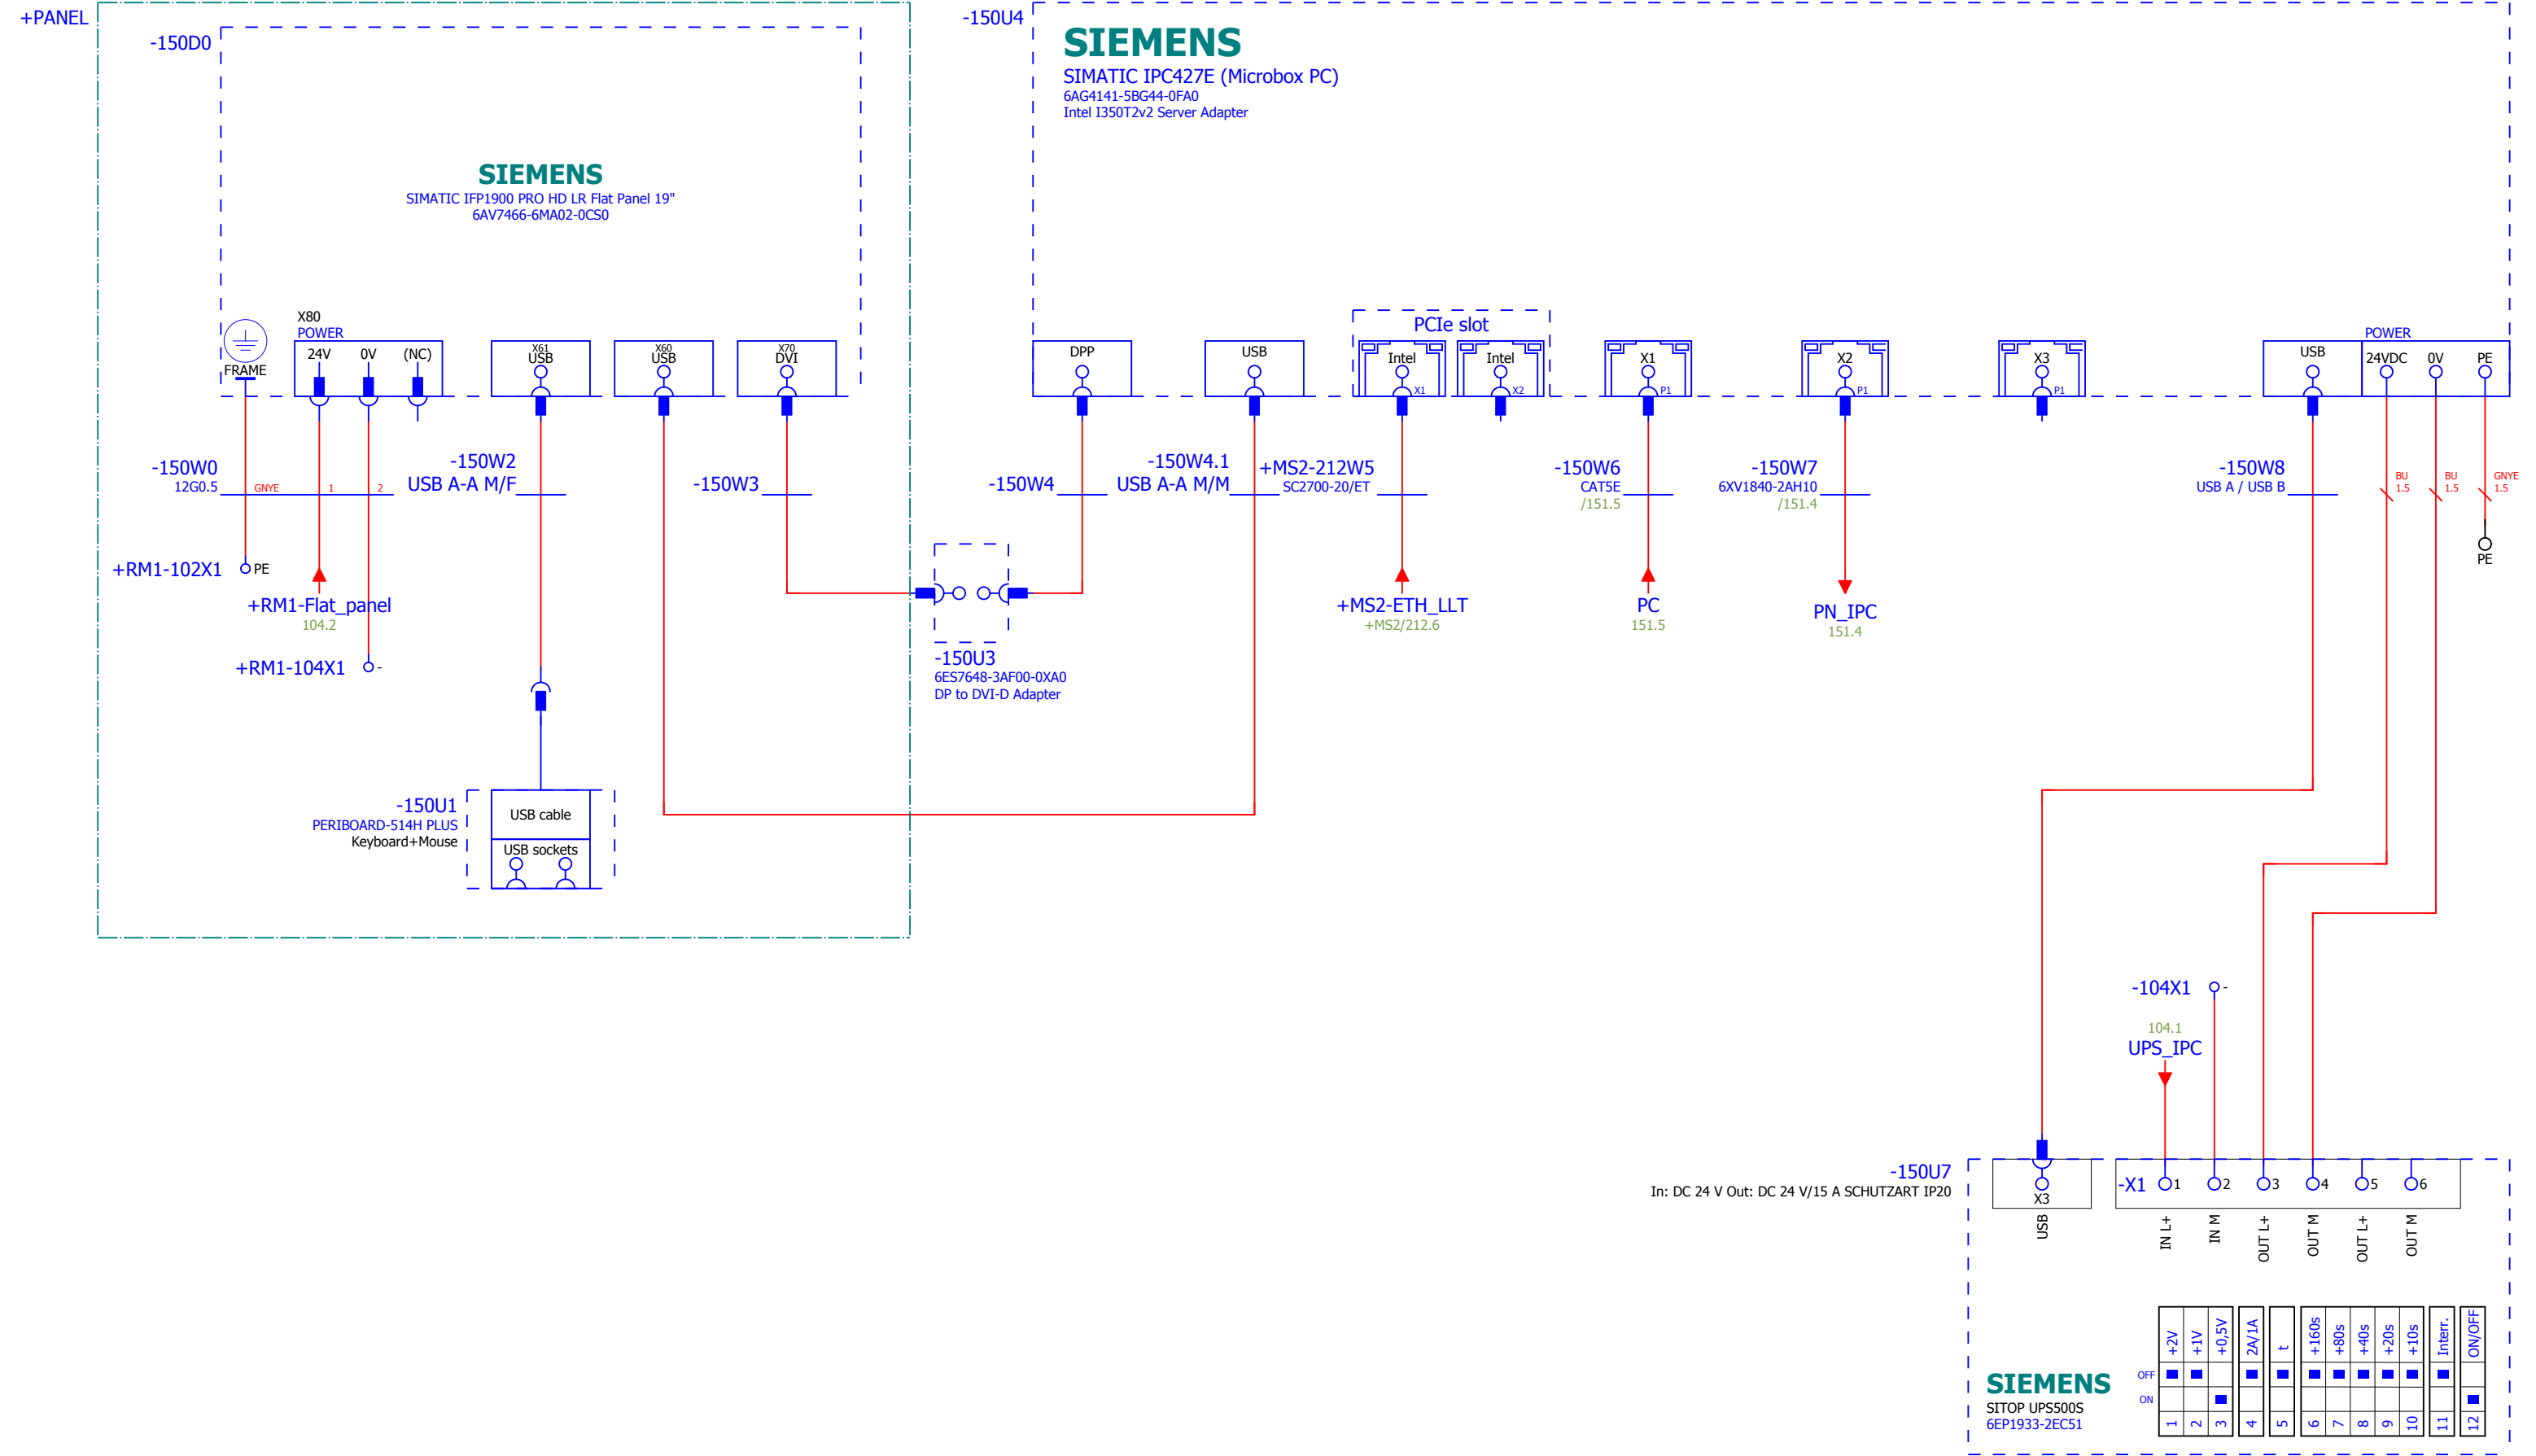 +PANEL
-150D0
SIEMENS
SIMATIC IFP1900 PRO HD LR Flat Panel 19"
6AV7466-6MA02-0CS0
FRAME
X80
POWER
24V 0V (NC)
X61
USB
X60
USB
X70
DVI
-150W0
12G0.5
GNYE 1 2
-150W2
USB A-A M/F
-150W3
+RM1-102X1 PE
+RM1-Flat_panel
104.2
+RM1-104X1 -
-150U1
PERIBOARD-514H PLUS
Keyboard+Mouse
USB cable
USB sockets
-150U4
SIEMENS
SIMATIC IPC427E (Microbox PC)
6AG4141-5BG44-0FA0
Intel I350T2v2 Server Adapter
DPP
USB
PCIe slot
Intel
X1
Intel
X2
X1
P1
X2
P1
X3
P1
USB
POWER
24VDC 0V PE
-150W4
-150W4.1
USB A-A M/M
+MS2-212W5
SC2700-20/ET
-150W6
CAT5E
/151.5
-150W7
6XV1840-2AH10
/151.4
-150W8
USB A / USB B
BU
1.5
BU
1.5
GNYE
1.5
PE
-150U3
6ES7648-3AF00-0XA0
DP to DVI-D Adapter
+MS2-ETH_LLT
+MS2/212.6
PC
151.5
PN_IPC
151.4
-104X1 -
104.1
UPS_IPC
-150U7
In: DC 24 V Out: DC 24 V/15 A SCHUTZART IP20
X3
USB
-X1 1 2 3 4 5 6
IN L+
IN M
OUT L+
OUT M
OUT L+
OUT M
SIEMENS
SITOP UPS500S
6EP1933-2EC51
+2V +1V +0,5V 2A/1A t +160s +80s +40s +20s +10s Interr. ON/OFF
OFF
ON
1 2 3 4 5 6 7 8 9 10 11 12